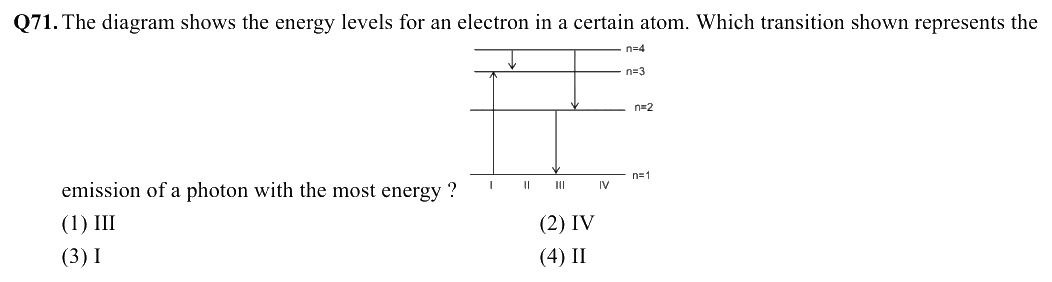 Q71. The diagram shows the energy levels for an electron in a certain atom. Which transition shown represents the
n=4
n=3
n=2
n=1
emission of a photon with the most energy ?
I II III IV
(1) III (2) IV
(3) I (4) II